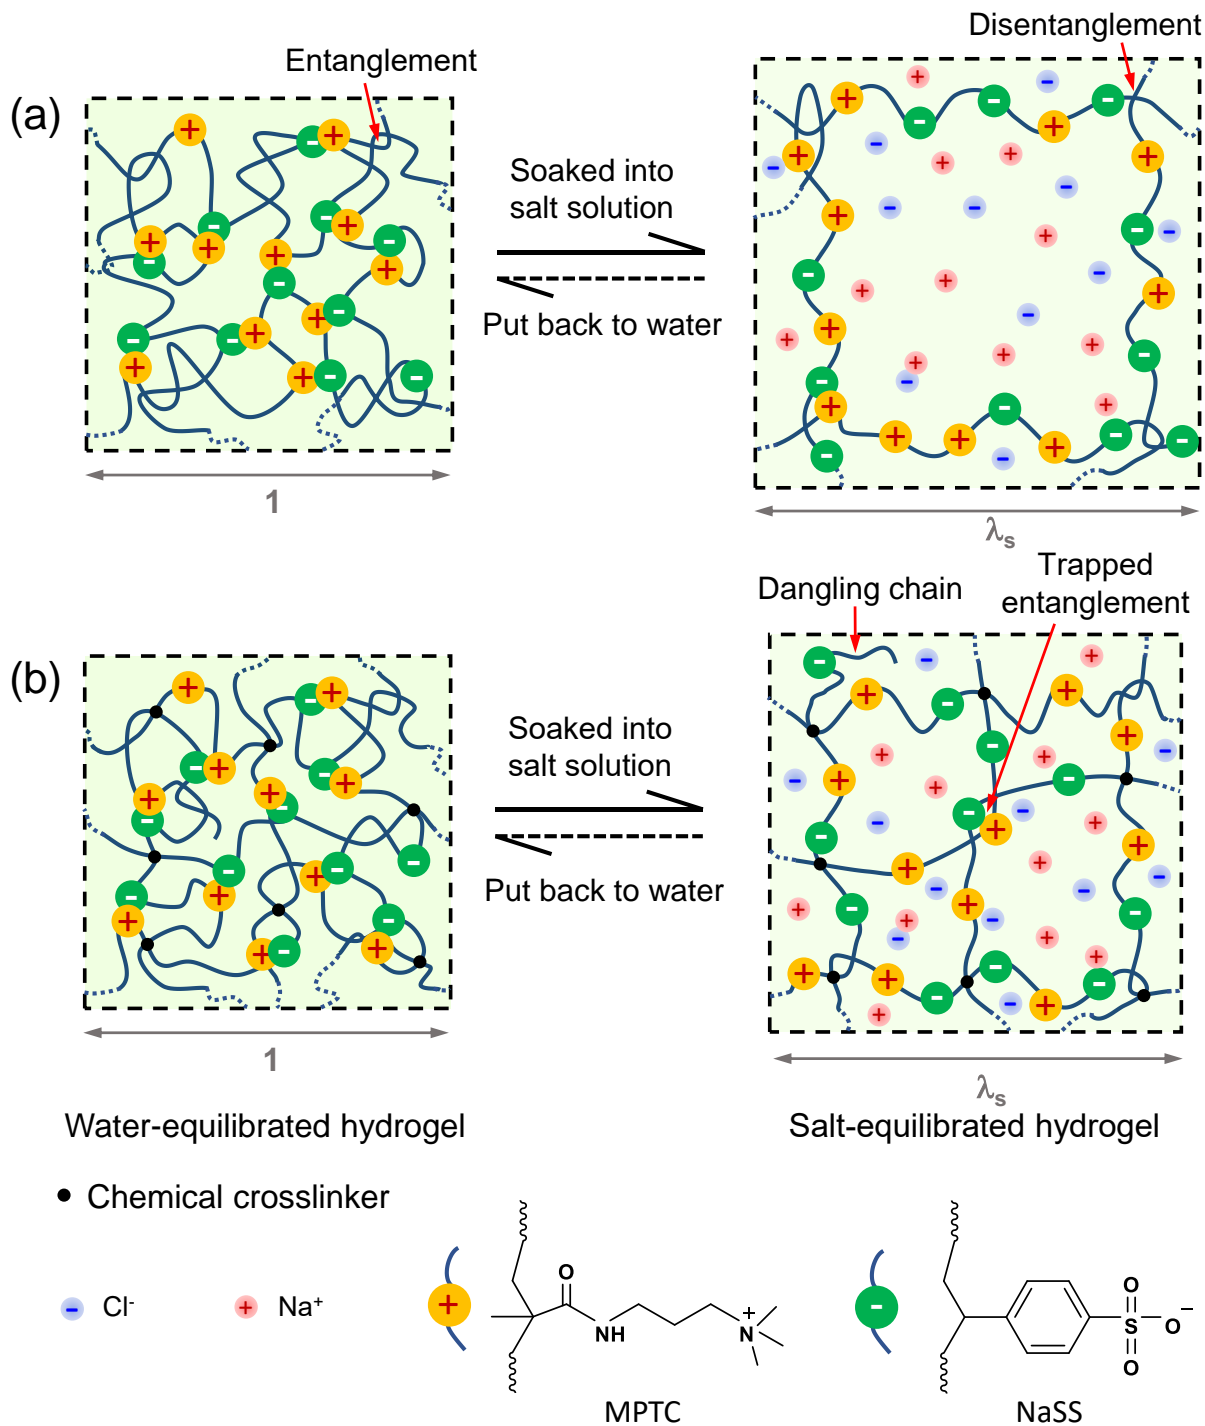 (a)
Entanglement
Disentanglement
Soaked into
salt solution
Put back to water
1
λs
(b)
Dangling chain
Trapped
entanglement
Soaked into
salt solution
Put back to water
1
λs
Water-equilibrated hydrogel
Salt-equilibrated hydrogel
Chemical crosslinker
Cl-
Na+
O
NH
N+
MPTC
O
S
O-
O
NaSS